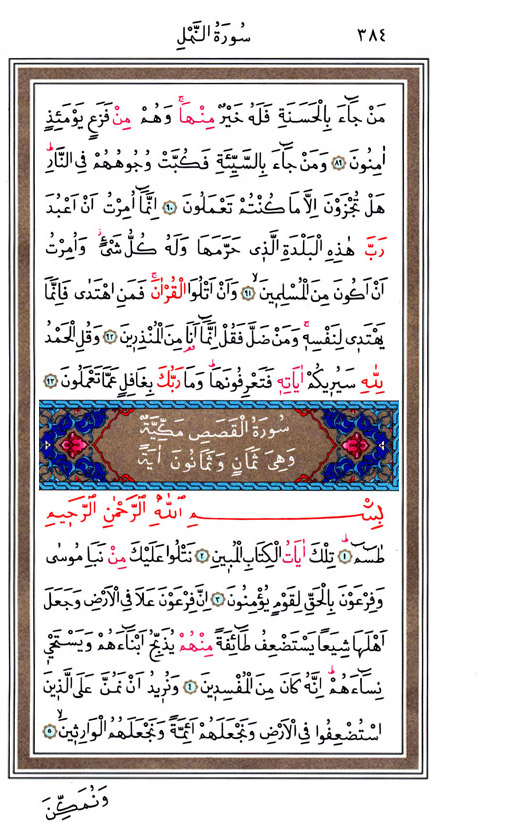 ٣٨٤ سُورَةُ النَّمْلِ
مَنْ جَٓاءَ بِالْحَسَنَةِ فَلَهُ خَيْرٌ مِنْهَاۚ وَهُمْ مِنْ فَزَعٍ يَوْمَئِذٍ
اٰمِنُونَ ﴿٨٩﴾ وَمَنْ جَٓاءَ بِالسَّيِّئَةِ فَكُبَّتْ وُجُوهُهُمْ فِى النَّارِۜ
هَلْ تُجْزَوْنَ اِلَّا مَا كُنْتُمْ تَعْمَلُونَ ﴿٩٠﴾ اِنَّمَٓا اُمِرْتُ اَنْ اَعْبُدَ
رَبَّ هٰذِهِ الْبَلْدَةِ الَّذ۪ى حَرَّمَهَا وَلَهُ كُلُّ شَىْءٍۘ وَاُمِرْتُ
اَنْ اَكُونَ مِنَ الْمُسْلِم۪ينَۙ ﴿٩١﴾ وَاَنْ اَتْلُوَا الْقُرْاٰنَۚ فَمَنِ اهْتَدٰى فَاِنَّمَا
يَهْتَد۪ى لِنَفْسِه۪ۚ وَمَنْ ضَلَّ فَقُلْ اِنَّمَٓا اَنَا۬ مِنَ الْمُنْذِر۪ينَ ﴿٩٢﴾ وَقُلِ الْحَمْدُ
لِلّٰهِ سَيُر۪يكُمْ اٰيَاتِه۪ فَتَعْرِفُونَهَاۜ وَمَا رَبُّكَ بِغَافِلٍ عَمَّا تَعْمَلُونَ ﴿٩٣﴾
سُورَةُ الْقَصَصِ مَكِّيَّةٌ
وَهِىَ ثَمَانٍ وَثَمَانُونَ اٰيَةً
بِسْمِ اللّٰهِ الرَّحْمٰنِ الرَّح۪يمِ
طٰسٓمٓۜ ﴿١﴾ تِلْكَ اٰيَاتُ الْكِتَابِ الْمُب۪ينِ ﴿٢﴾ نَتْلُوا عَلَيْكَ مِنْ نَبَأِ مُوسٰى
وَفِرْعَوْنَ بِالْحَقِّ لِقَوْمٍ يُؤْمِنُونَ ﴿٣﴾ اِنَّ فِرْعَوْنَ عَلَا فِى الْاَرْضِ وَجَعَلَ
اَهْلَهَا شِيَعًا يَسْتَضْعِفُ طَٓائِفَةً مِنْهُمْ يُذَبِّحُ اَبْنَٓاءَهُمْ وَيَسْتَحْي۪
نِسَٓاءَهُمْۜ اِنَّهُ كَانَ مِنَ الْمُفْسِد۪ينَ ﴿٤﴾ وَنُر۪يدُ اَنْ نَمُنَّ عَلَى الَّذ۪ينَ
اسْتُضْعِفُوا فِى الْاَرْضِ وَنَجْعَلَهُمْ اَئِمَّةً وَنَجْعَلَهُمُ الْوَارِث۪ينَۙ ﴿٥﴾
وَنُمَكِّنَ